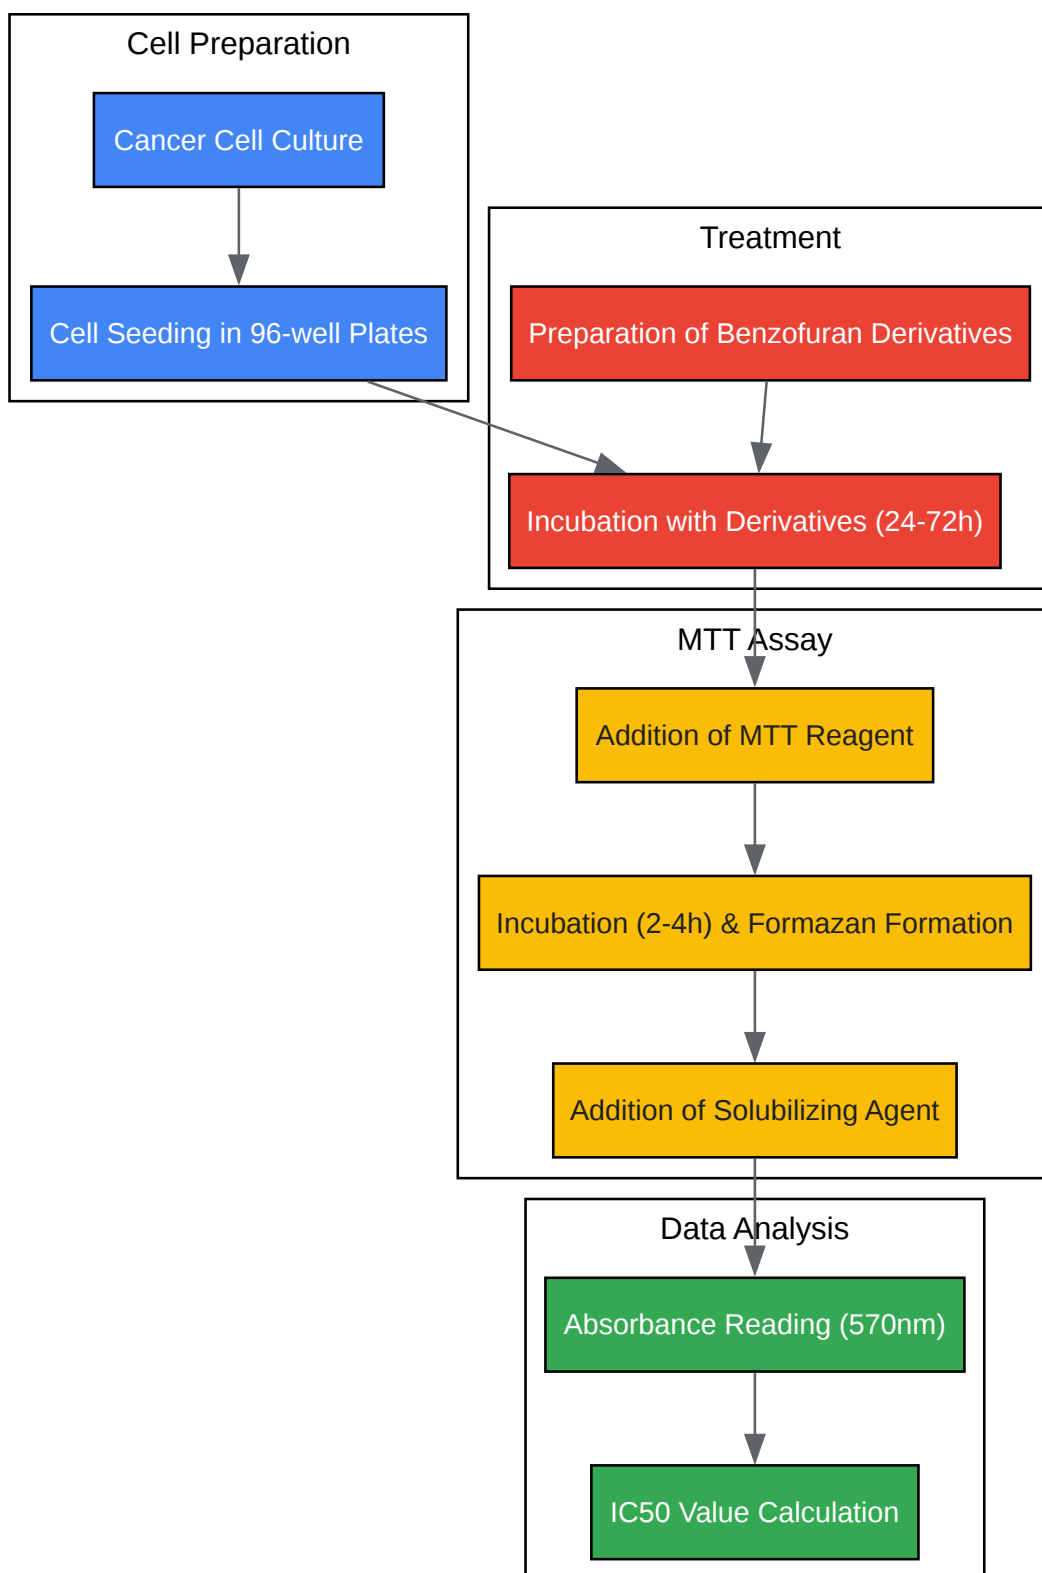 Cell Preparation
Cancer Cell Culture
Cell Seeding in 96-well Plates
Treatment
Preparation of Benzofuran Derivatives
Incubation with Derivatives (24-72h)
MTT Assay
Addition of MTT Reagent
Incubation (2-4h) & Formazan Formation
Addition of Solubilizing Agent
Data Analysis
Absorbance Reading (570nm)
IC50 Value Calculation